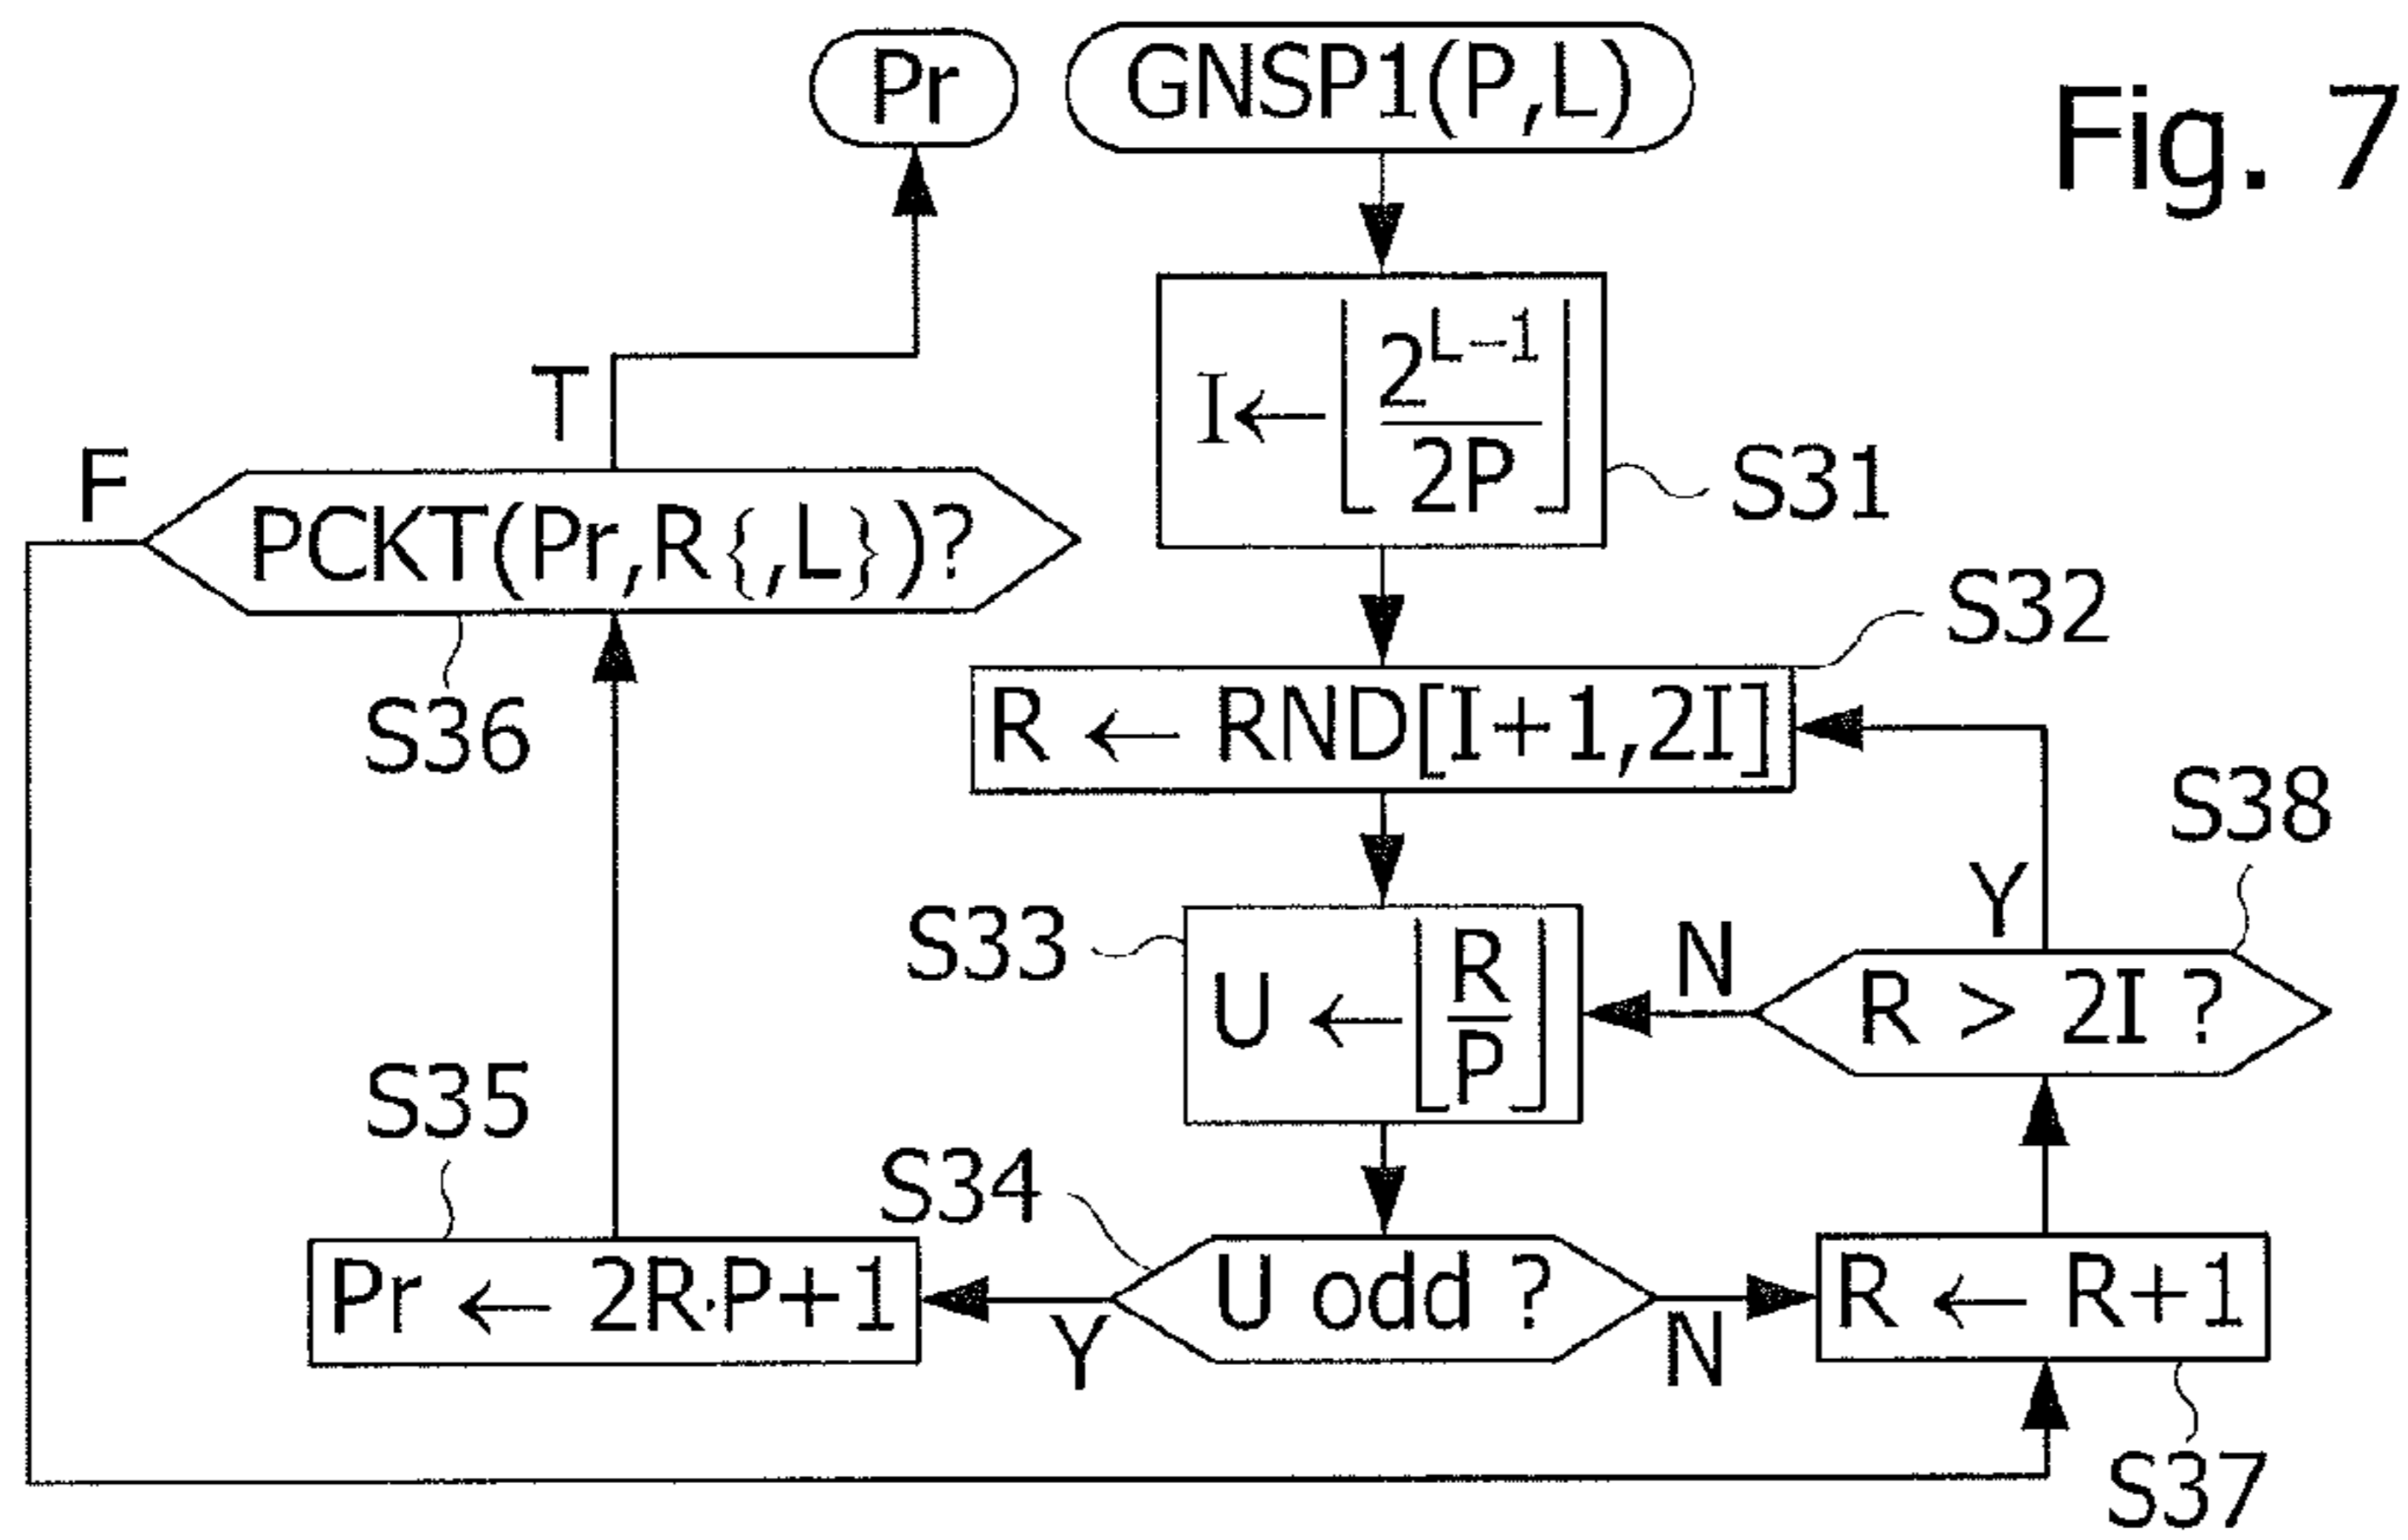 Pr
GNSP1(P,L)
Fig. 7
I←⌊2^{L-1}/2P⌋
S31
T
F
PCKT(Pr,R{,L})?
S36
S32
R ← RND[I+1,2I]
S38
Y
S33
U ← ⌊R/P⌋
N
R > 2I ?
S35
S34
Pr ← 2R·P+1
Y
U odd ?
N
R ← R+1
S37